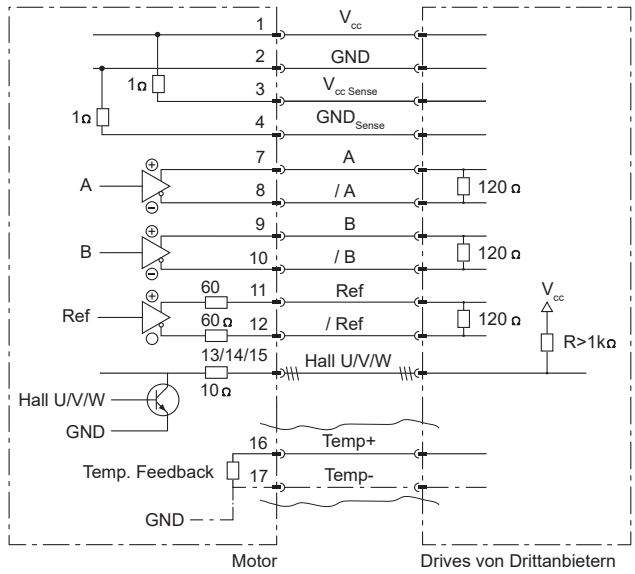 1 Vcc
2 GND
1Ω 3 Vcc Sense
1Ω 4 GNDSense
7 A
A 8 / A 120 Ω
9 B
B 10 / B 120 Ω
60 11 Ref
Ref 60Ω 12 / Ref 120 Ω
Vcc
R>1kΩ
13/14/15 Hall U/V/W
10Ω
Hall U/V/W
GND
16 Temp+
Temp. Feedback 17 Temp-
GND
Motor Drives von Drittanbietern